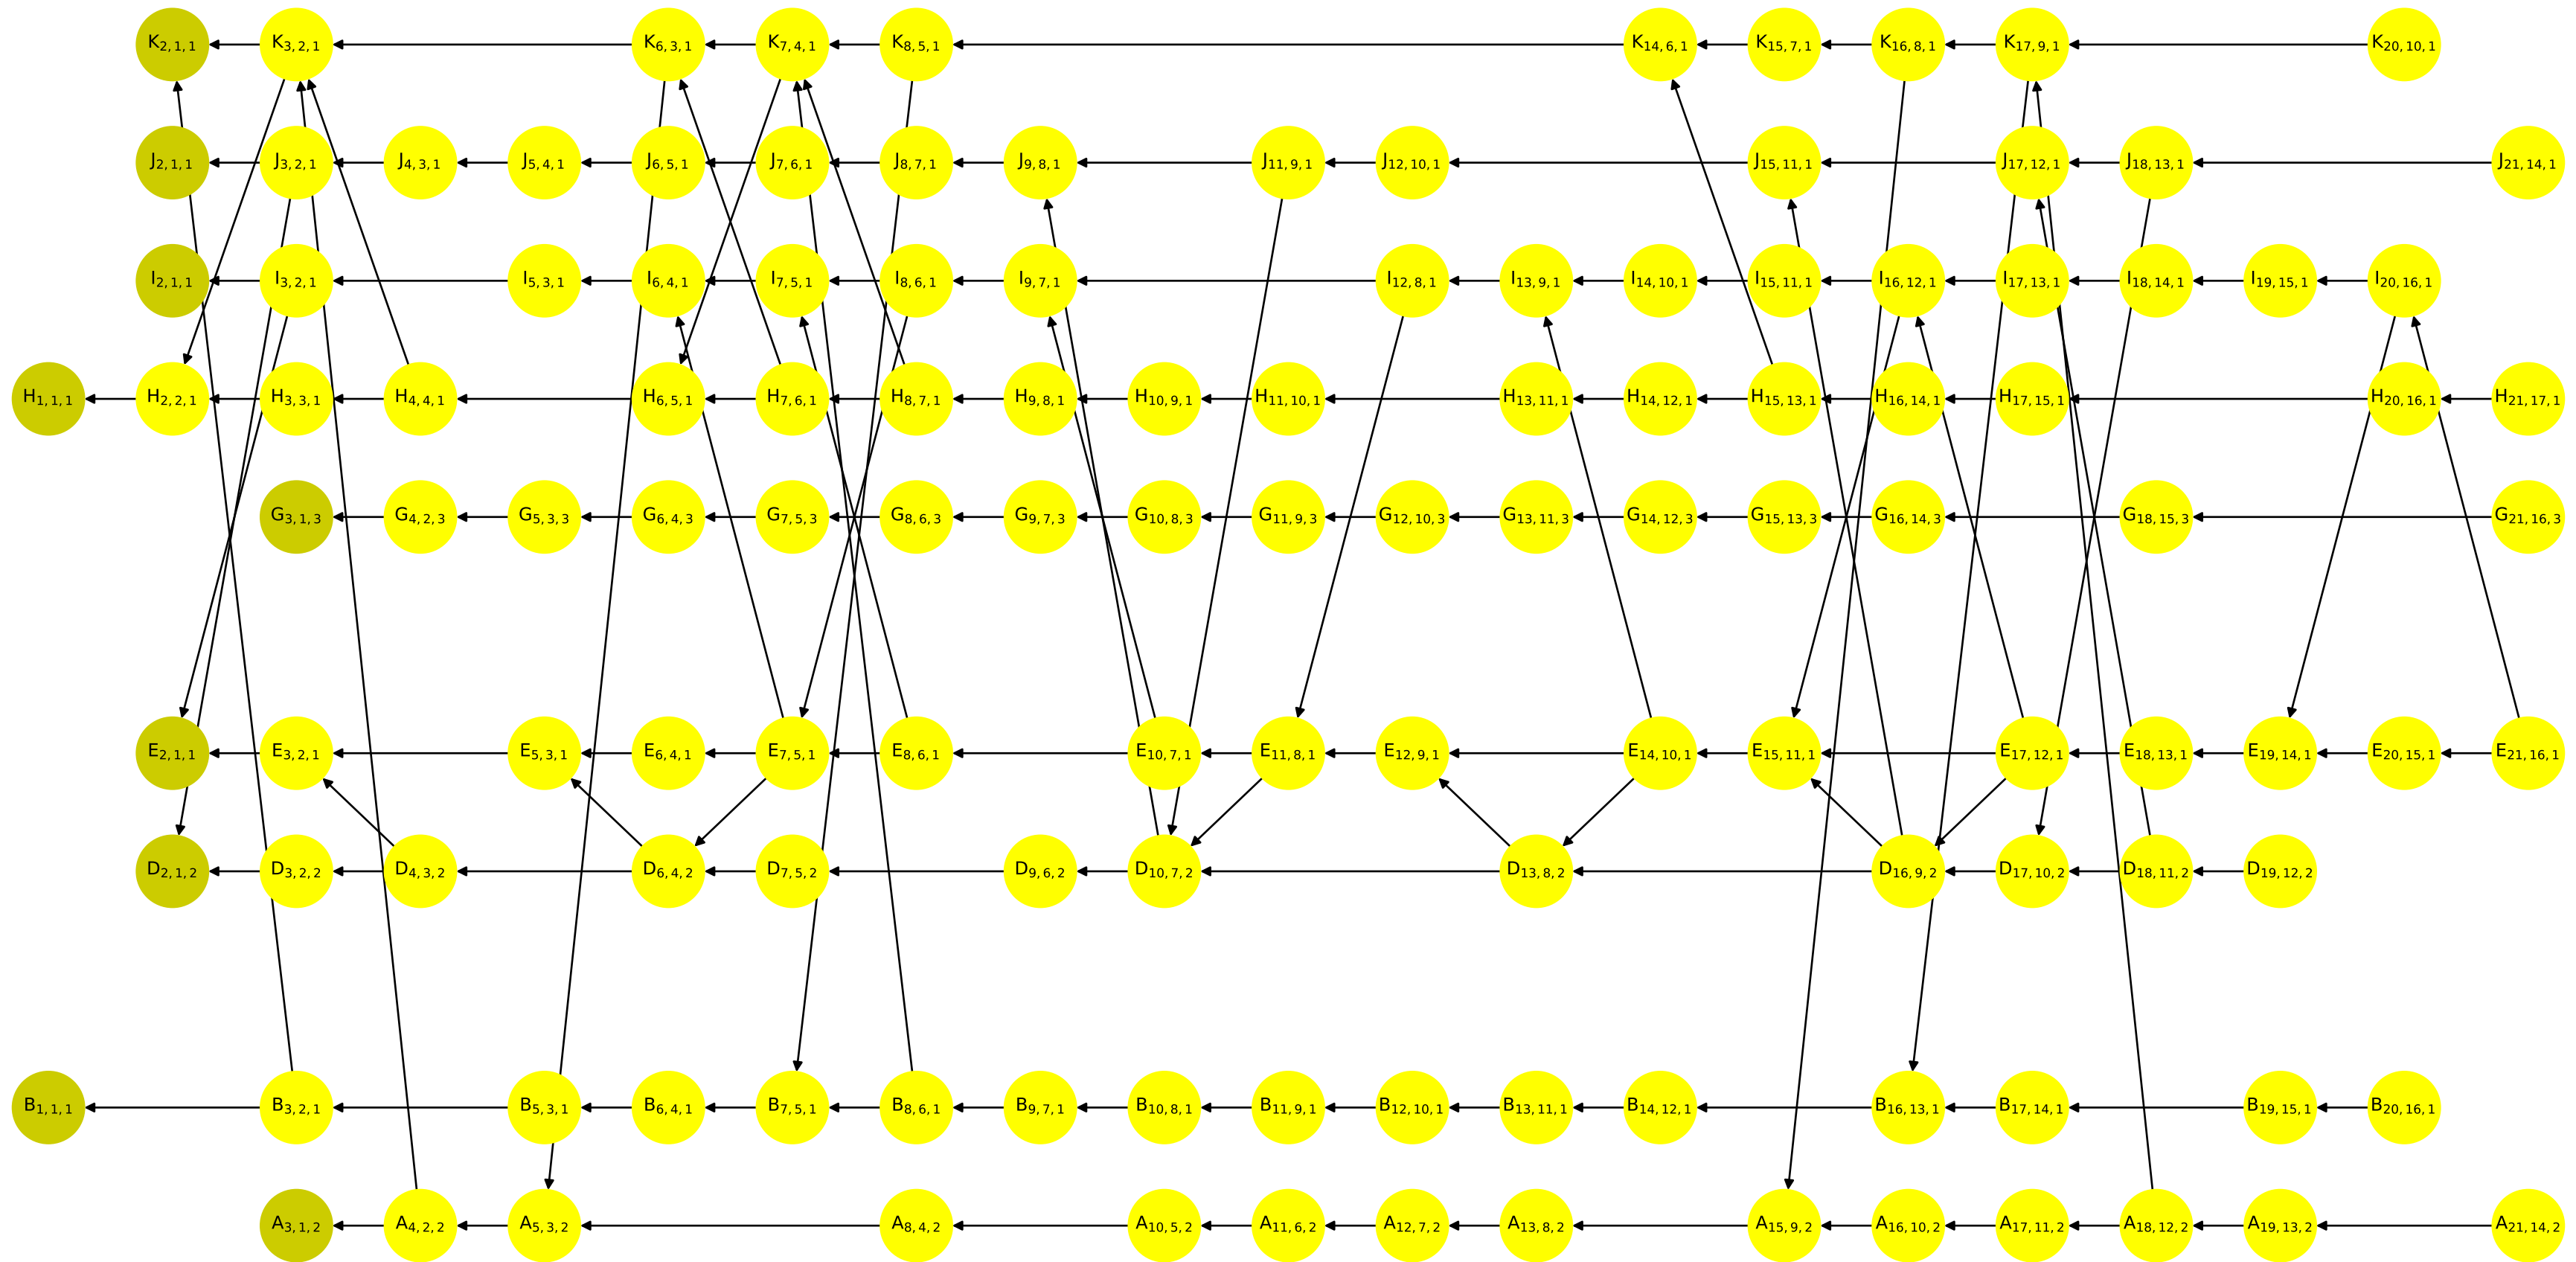 K2,1,1 K3,2,1 K6,3,1 K7,4,1 K8,5,1 K14,6,1 K15,7,1 K16,8,1 K17,9,1 K20,10,1
J2,1,1 J3,2,1 J4,3,1 J5,4,1 J6,5,1 J7,6,1 J8,7,1 J9,8,1 J11,9,1 J12,10,1 J15,11,1 J17,12,1 J18,13,1 J21,14,1
I2,1,1 I3,2,1 I5,3,1 I6,4,1 I7,5,1 I8,6,1 I9,7,1 I12,8,1 I13,9,1 I14,10,1 I15,11,1 I16,12,1 I17,13,1 I18,14,1 I19,15,1 I20,16,1
H1,1,1 H2,2,1 H3,3,1 H4,4,1 H6,5,1 H7,6,1 H8,7,1 H9,8,1 H10,9,1 H11,10,1 H13,11,1 H14,12,1 H15,13,1 H16,14,1 H17,15,1 H20,16,1 H21,17,1
G3,1,3 G4,2,3 G5,3,3 G6,4,3 G7,5,3 G8,6,3 G9,7,3 G10,8,3 G11,9,3 G12,10,3 G13,11,3 G14,12,3 G15,13,3 G16,14,3 G18,15,3 G21,16,3
E2,1,1 E3,2,1 E5,3,1 E6,4,1 E7,5,1 E8,6,1 E10,7,1 E11,8,1 E12,9,1 E14,10,1 E15,11,1 E17,12,1 E18,13,1 E19,14,1 E20,15,1 E21,16,1
D2,1,2 D3,2,2 D4,3,2 D6,4,2 D7,5,2 D9,6,2 D10,7,2 D13,8,2 D16,9,2 D17,10,2 D18,11,2 D19,12,2
B1,1,1 B3,2,1 B5,3,1 B6,4,1 B7,5,1 B8,6,1 B9,7,1 B10,8,1 B11,9,1 B12,10,1 B13,11,1 B14,12,1 B16,13,1 B17,14,1 B19,15,1 B20,16,1
A3,1,2 A4,2,2 A5,3,2 A8,4,2 A10,5,2 A11,6,2 A12,7,2 A13,8,2 A15,9,2 A16,10,2 A17,11,2 A18,12,2 A19,13,2 A21,14,2